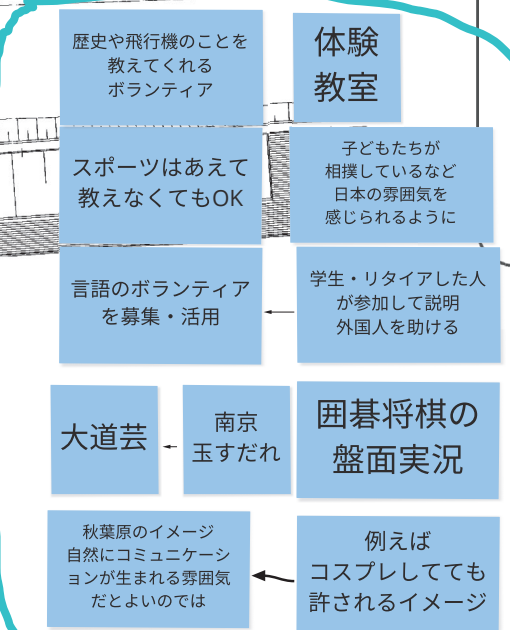 歴史や飛行機のことを
教えてくれる
ボランティア
体験
教室
スポーツはあえて
教えなくてもOK
子どもたちが
相撲しているなど
日本の雰囲気を
感じられるように
言語のボランティア
を募集・活用
学生・リタイアした人
が参加して説明
外国人を助ける
大道芸
南京
玉すだれ
囲碁将棋の
盤面実況
秋葉原のイメージ
自然にコミュニケーシ
ョンが生まれる雰囲気
だとよいのでは
例えば
コスプレしてても
許されるイメージ